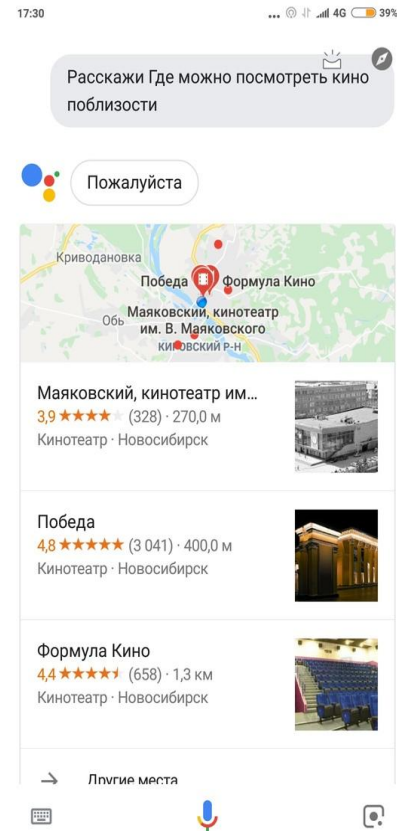 17:30
4G 39%
Расскажи Где можно посмотреть кино
поблизости
Пожалуйста
Криводановка
Победа
Формула Кино
Маяковский, кинотеатр
им. В. Маяковского
Обь
КИРОВСКИЙ Р-Н
Маяковский, кинотеатр им...
3,9 ★★★★★ (328) · 270,0 м
Кинотеатр · Новосибирск
Победа
4,8 ★★★★★ (3 041) · 400,0 м
Кинотеатр · Новосибирск
Формула Кино
4,4 ★★★★★ (658) · 1,3 км
Кинотеатр · Новосибирск
Другие места